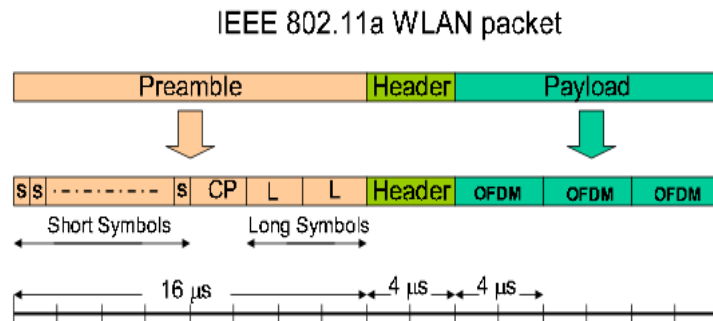 IEEE 802.11a WLAN packet
Preamble Header Payload
S S S CP L L Header OFDM OFDM OFDM
Short Symbols Long Symbols
16 µs 4 µs 4 µs